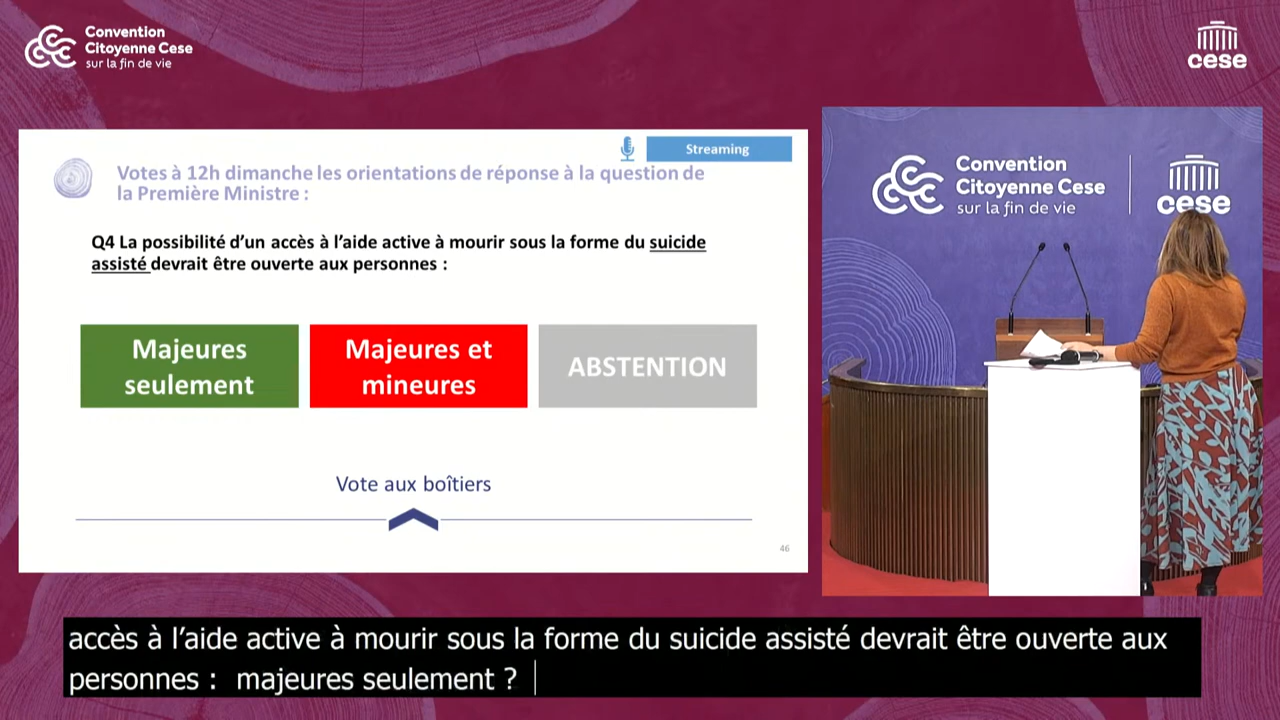 Convention
Citoyenne Cese
sur la fin de vie
cese
Streaming
Votes à 12h dimanche les orientations de réponse à la question de
la Première Ministre :
Q4 La possibilité d'un accès à l'aide active à mourir sous la forme du suicide
assisté devrait être ouverte aux personnes :
Majeures
seulement
Majeures et
mineures
ABSTENTION
Vote aux boîtiers
46
Convention
Citoyenne Cese
sur la fin de vie
cese
accès à l’aide active à mourir sous la forme du suicide assisté devrait être ouverte aux
personnes : majeures seulement ?